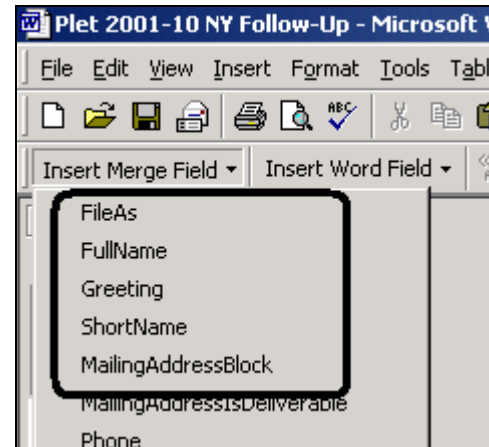 Plet 2001-10 NY Follow-Up - Microsoft
File Edit View Insert Format Tools
ABC
Insert Merge Field Insert Word Field
FileAs
FullName
Greeting
ShortName
MailingAddressBlock
MailingAddressIsDeliverable
Phone